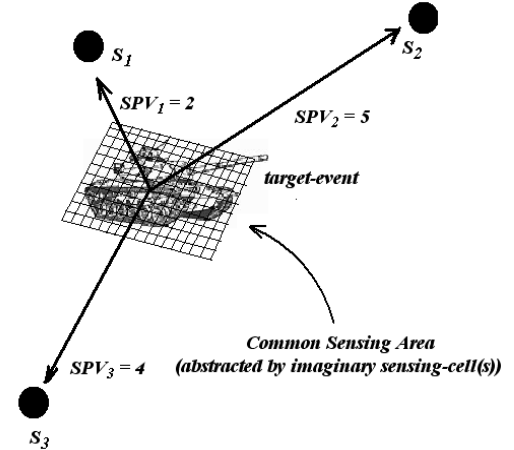 S1
S2
SPV1 = 2
SPV2 = 5
target-event
Common Sensing Area
(abstracted by imaginary sensing-cell(s))
SPV3 = 4
S3